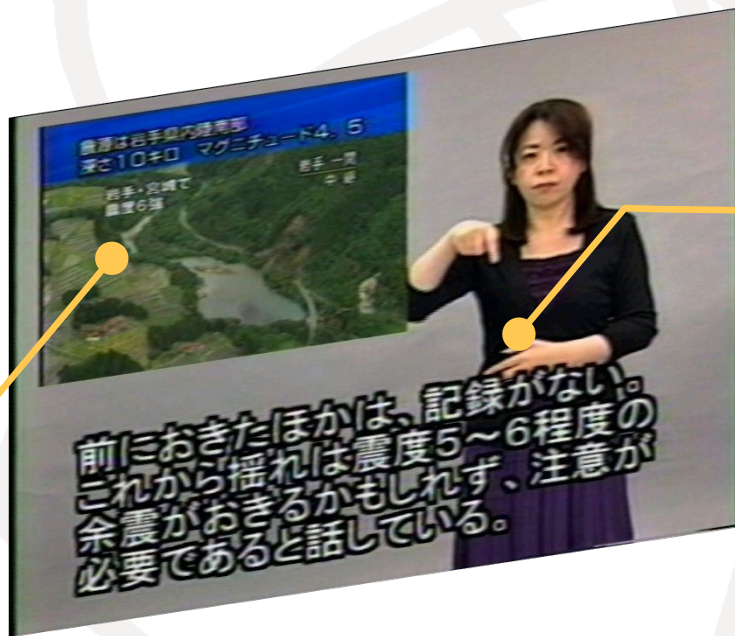 震源は岩手県内陸南部
深さ10キロ マグニチュード4.5
岩手 一関
岩手・宮城で
震度6強
前におきたほかは、記録がない。
これから揺れは震度5~6程度の
余震がおきるかもしれず、注意が
必要であると話している。